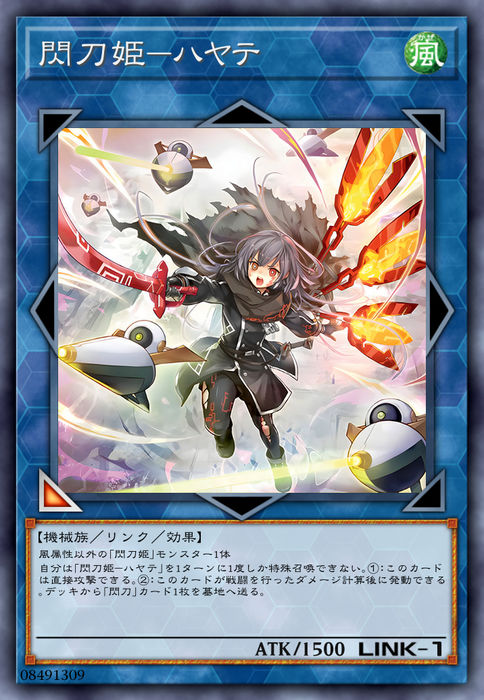 閃刀姫－ハヤテ
かぜ
風
【機械族／リンク／効果】
風属性以外の「閃刀姫」モンスター1体
自分は「閃刀姫－ハヤテ」を1ターンに1度しか特殊召喚できない。①：このカード
は直接攻撃できる。②：このカードが戦闘を行ったダメージ計算後に発動できる
。デッキから「閃刀」カード1枚を墓地へ送る。
ATK/1500 LINK-1
08491309